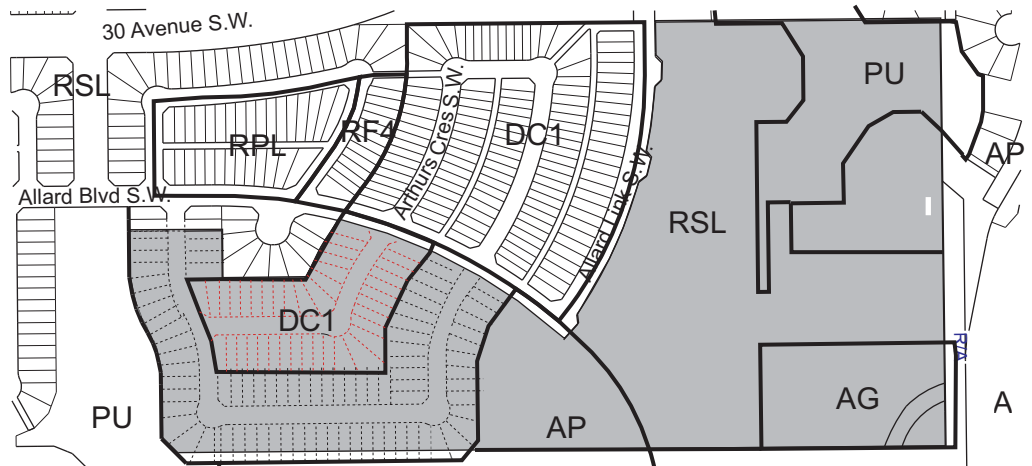 30 Avenue S.W.
RSL
PU
RPL
RF4
Arthurs Cres S.W.
DC1
AP
Allard Blvd S.W.
Allard Link S.W.
RSL
DC1
R/A
PU
AP
AG
A